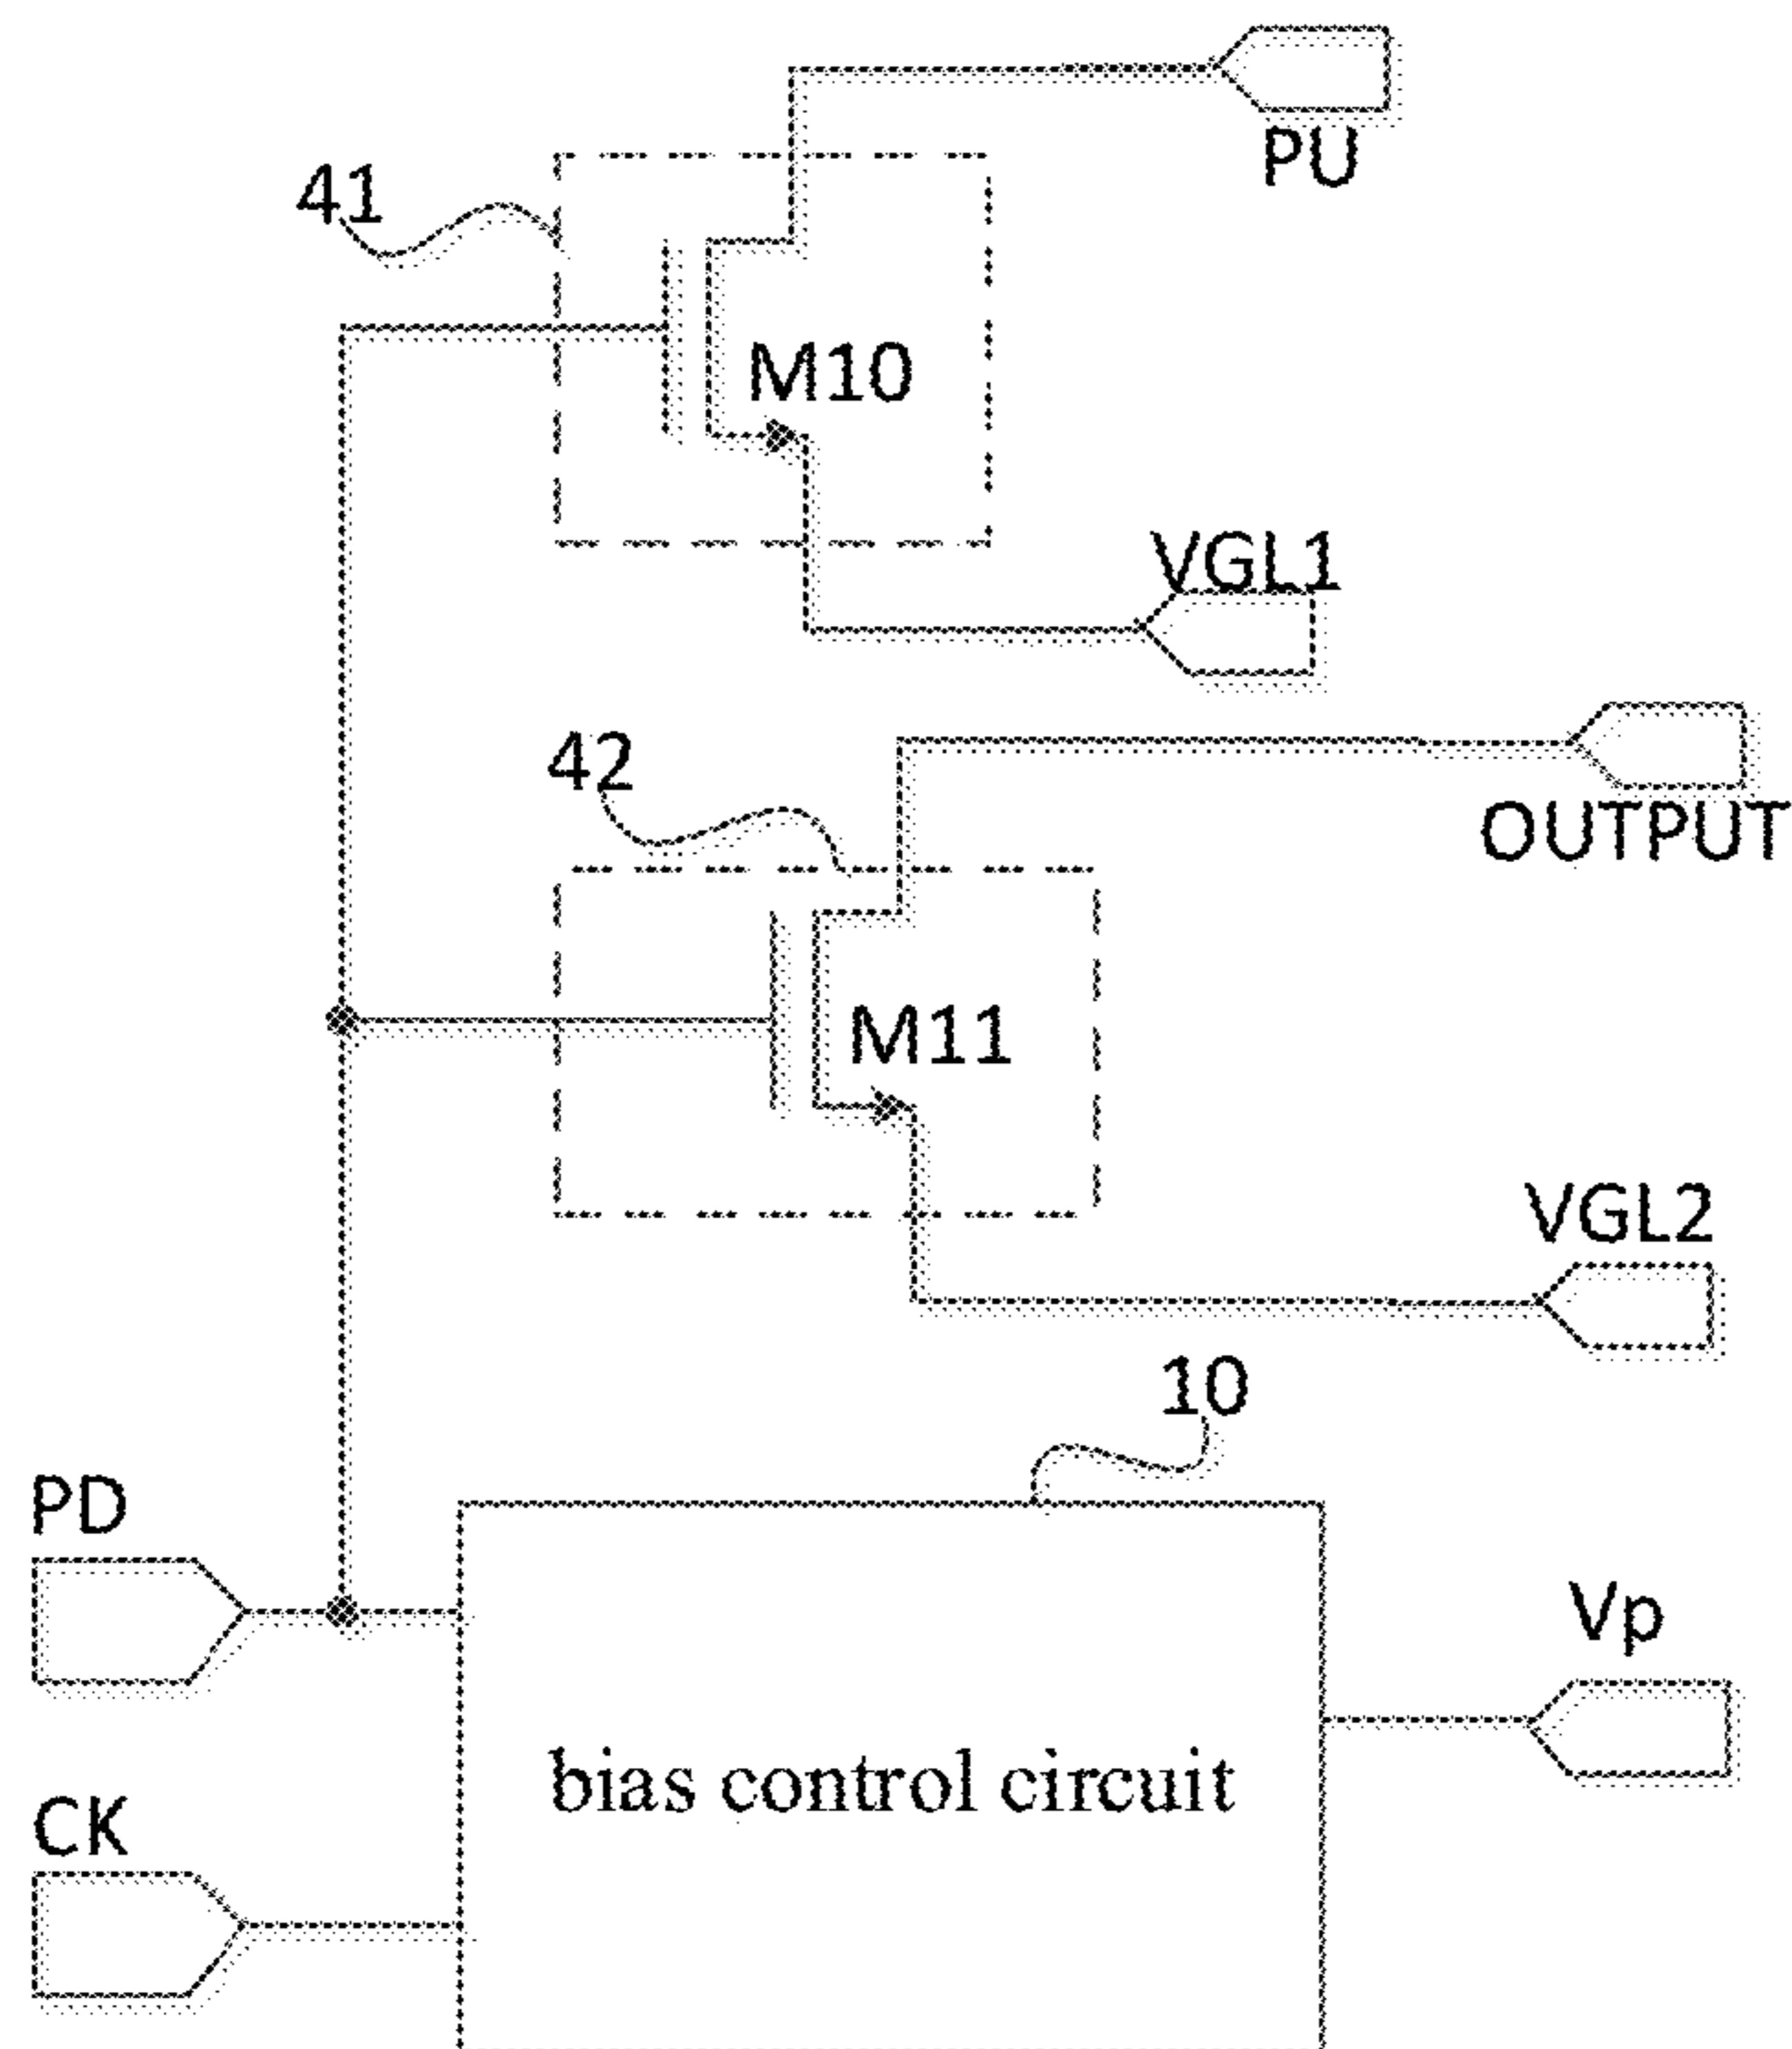 PU
41
M10
VGL1
42
OUTPUT
M11
VGL2
10
PD
Vp
bias control circuit
CK